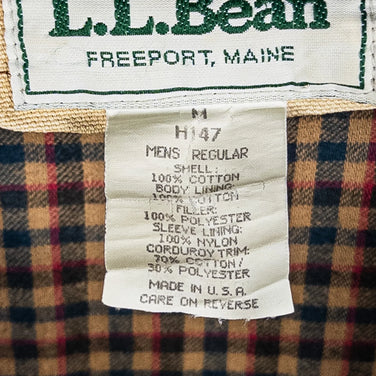 L.L.Bean
FREEPORT, MAINE
M
H147
MENS REGULAR
SHELL:
100% COTTON
BODY LINING:
100% COTTON
FILLER:
100% POLYESTER
SLEEVE LINING:
100% NYLON
CORDUROY TRIM:
70% COTTON/
30% POLYESTER
MADE IN U.S.A.
CARE ON REVERSE